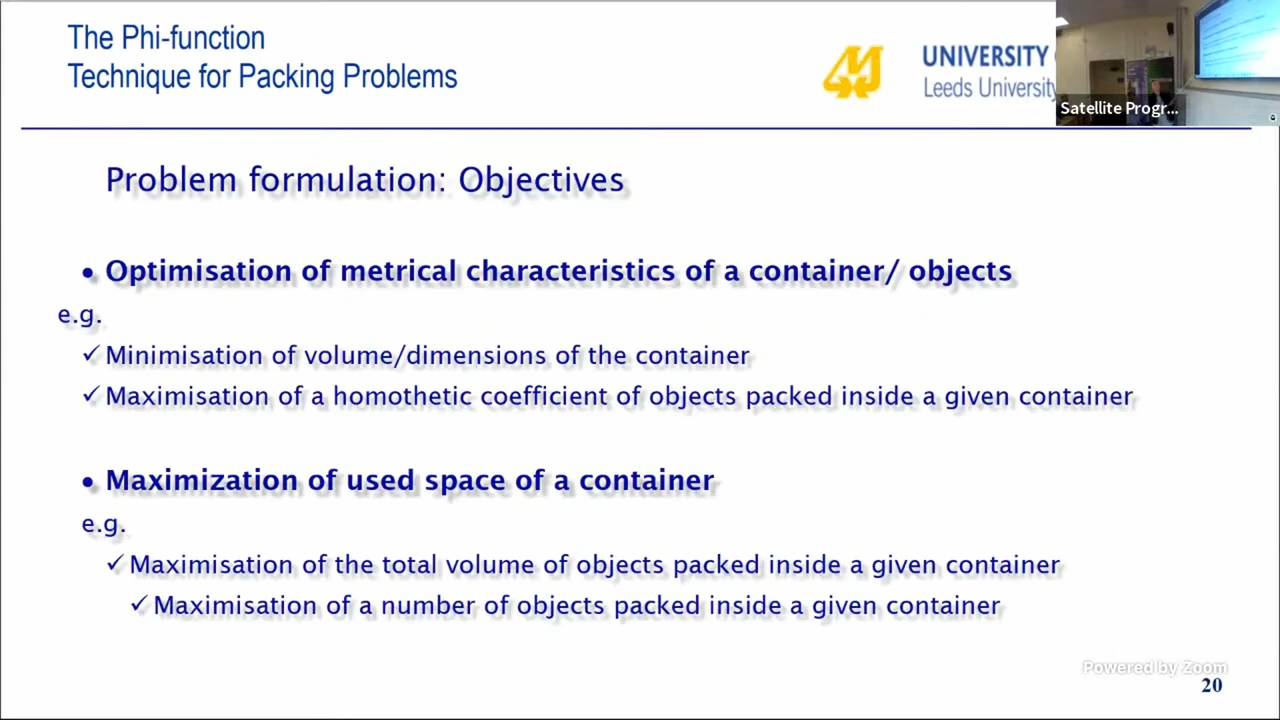 The Phi-function
Technique for Packing Problems
UNIVERSITY
Leeds University
Satellite Progr...
Problem formulation: Objectives
• Optimisation of metrical characteristics of a container/ objects
e.g.
✓ Minimisation of volume/dimensions of the container
✓ Maximisation of a homothetic coefficient of objects packed inside a given container
• Maximization of used space of a container
e.g.
✓ Maximisation of the total volume of objects packed inside a given container
✓ Maximisation of a number of objects packed inside a given container
Powered by Zoom
20